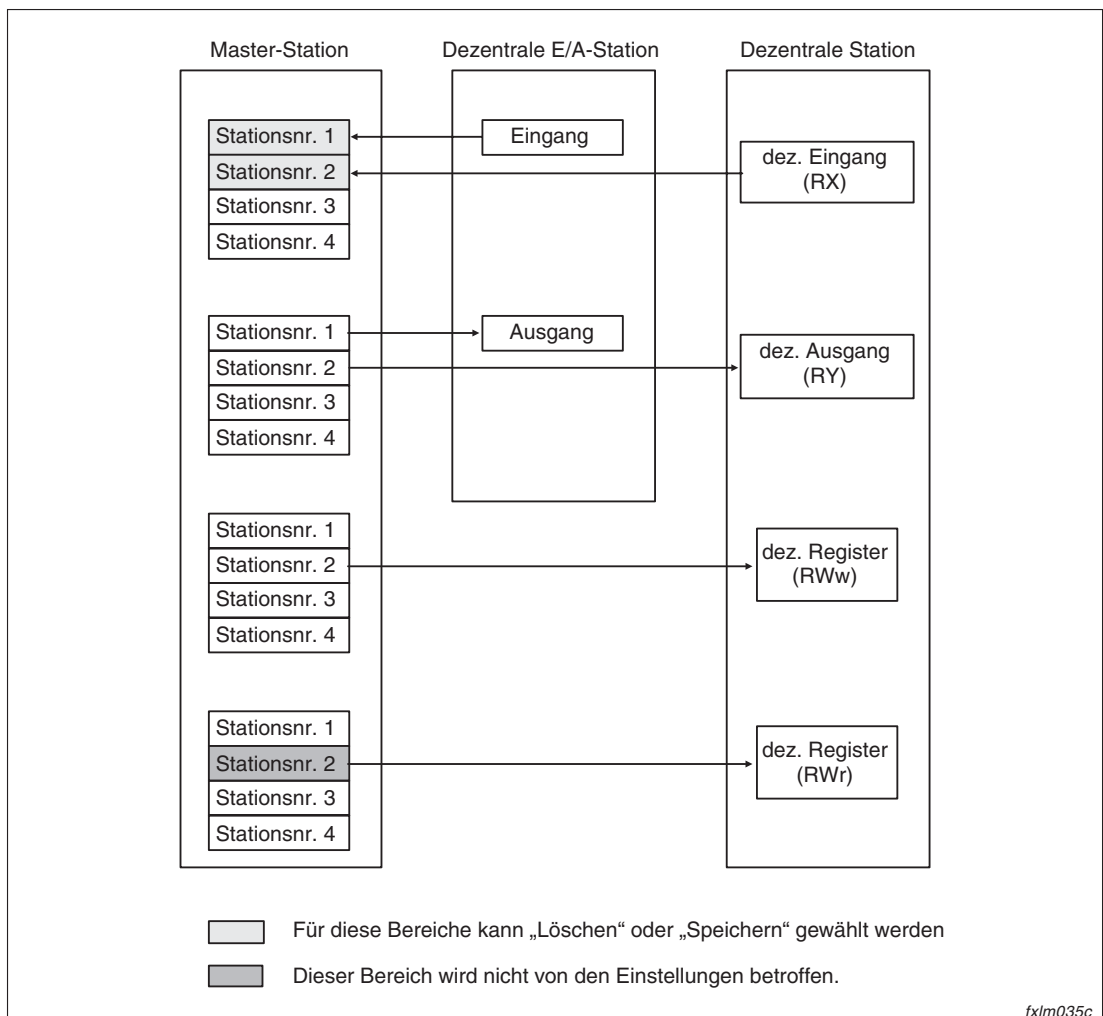 Master-Station
Dezentrale E/A-Station
Dezentrale Station
Stationsnr. 1
Stationsnr. 2
Stationsnr. 3
Stationsnr. 4
Eingang
dez. Eingang
(RX)
Stationsnr. 1
Stationsnr. 2
Stationsnr. 3
Stationsnr. 4
Ausgang
dez. Ausgang
(RY)
Stationsnr. 1
Stationsnr. 2
Stationsnr. 3
Stationsnr. 4
dez. Register
(RWw)
Stationsnr. 1
Stationsnr. 2
Stationsnr. 3
Stationsnr. 4
dez. Register
(RWr)
Für diese Bereiche kann „Löschen“ oder „Speichern“ gewählt werden
Dieser Bereich wird nicht von den Einstellungen betroffen.
fxlm035c